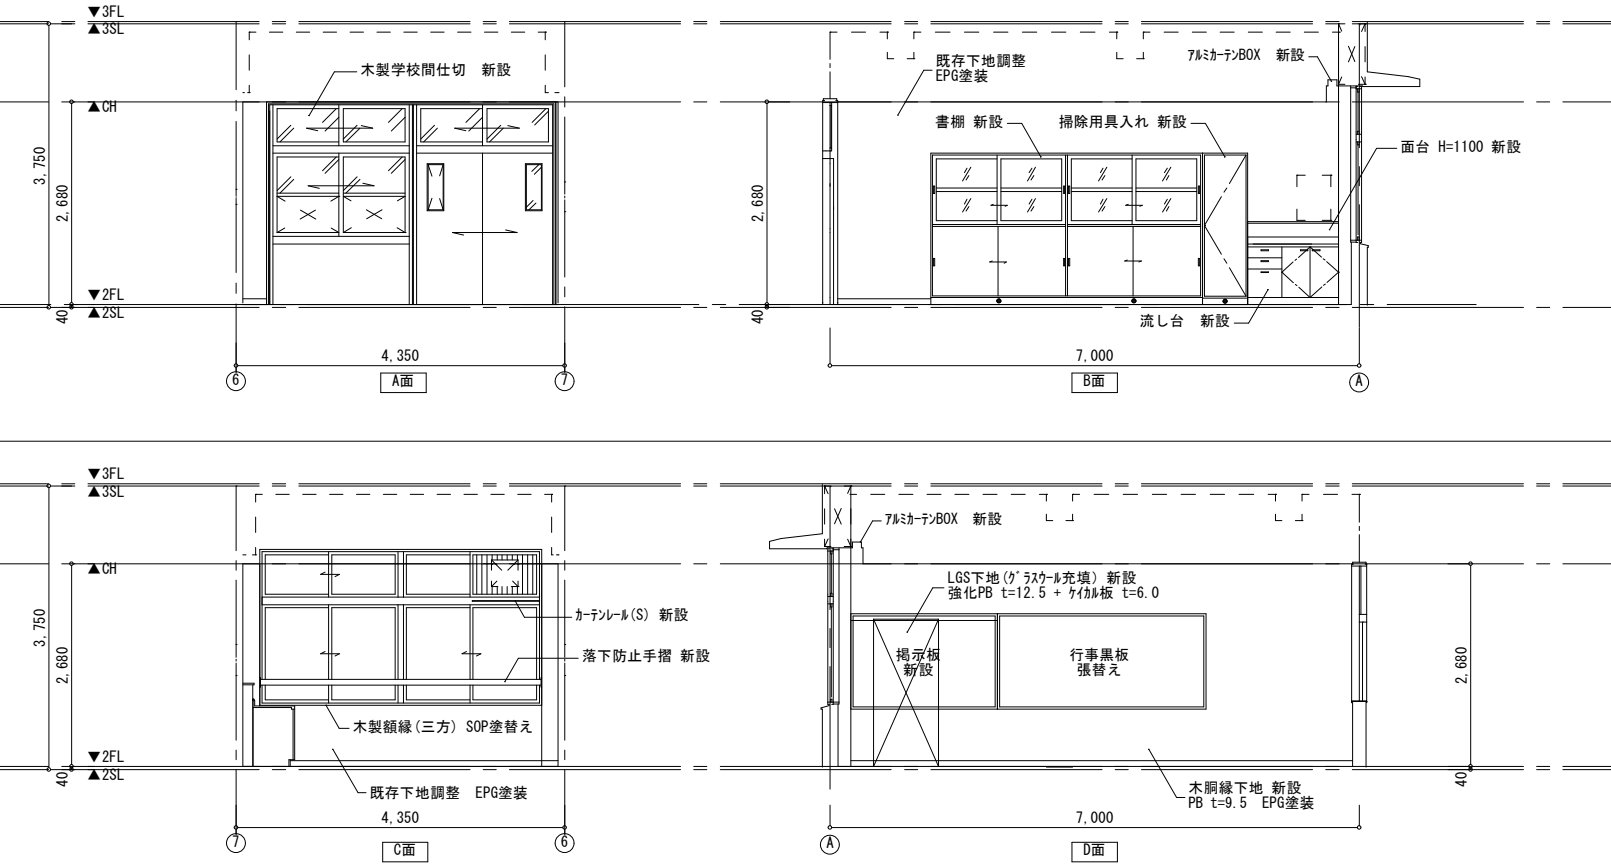 ▼3FL
▲3SL
木製学校間仕切 新設
▲CH
3,750
2,680
▼2FL
▲2SL
40
4,350
6
A面
7
既存下地調整
EPG塗装
ｱﾙﾐｶｰﾃﾝBOX 新設
書棚 新設
掃除用具入れ 新設
面台 H=1100 新設
2,680
流し台 新設
40
7,000
B面
A
▼3FL
▲3SL
▲CH
3,750
2,680
ｶｰﾃﾝﾚｰﾙ(S) 新設
落下防止手摺 新設
木製額縁(三方) SOP塗替え
▼2FL
▲2SL
40
既存下地調整 EPG塗装
4,350
7
C面
6
ｱﾙﾐｶｰﾃﾝBOX 新設
LGS下地(ｸﾞﾗｽｳｰﾙ充填) 新設
強化PB t=12.5 + ｹｲｶﾙ板 t=6.0
掲示板
新設
行事黒板
張替え
2,680
木胴縁下地 新設
PB t=9.5 EPG塗装
40
7,000
A
D面